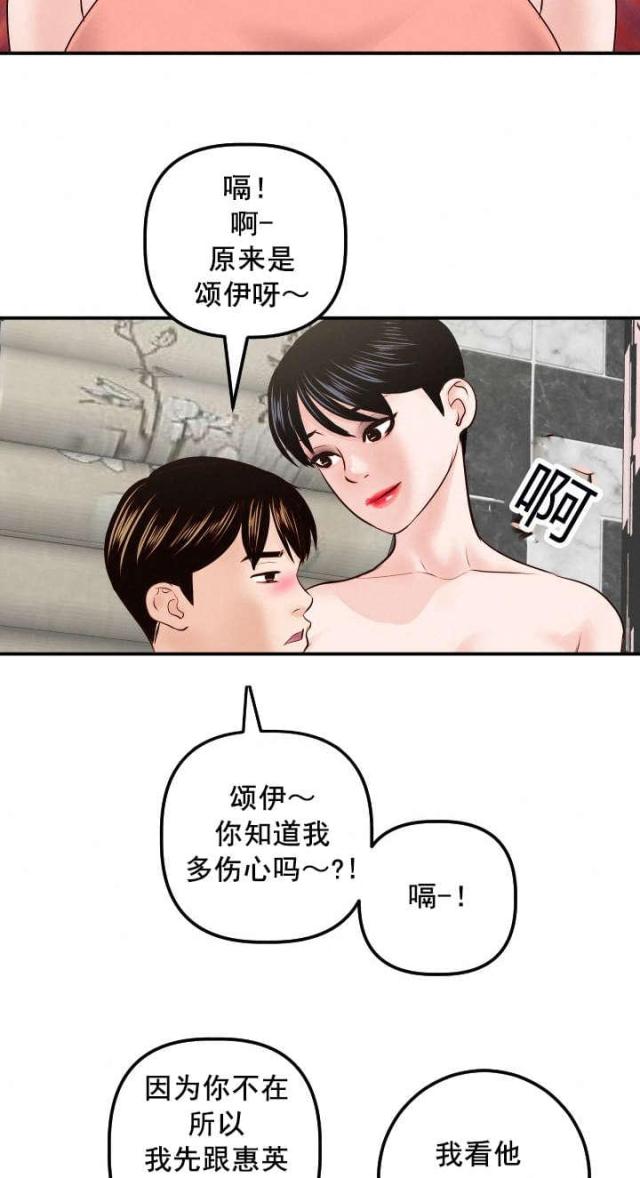 嗝！
啊-
原来是
颂伊呀～
啊
颂伊～
你知道我
多伤心吗～?!
嗝-！
因为你不在
所以
我先跟惠英
我看他